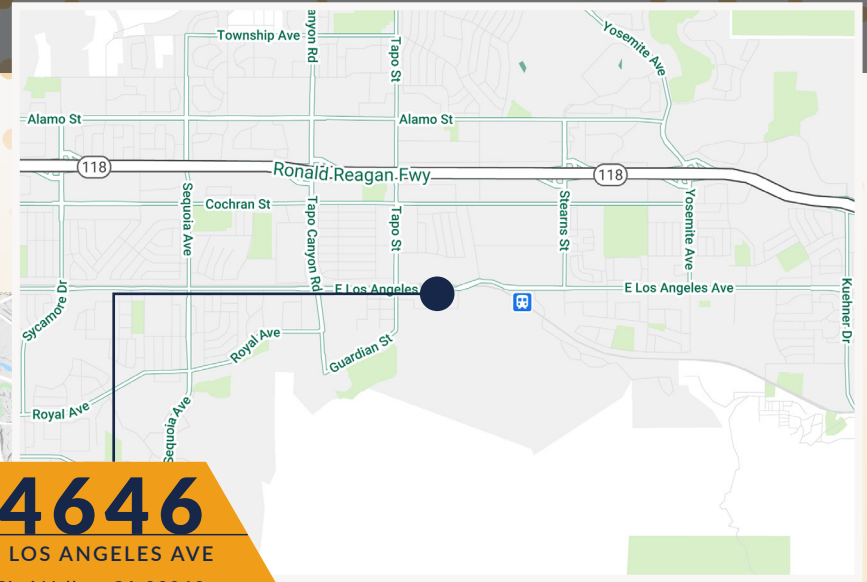 Township Ave
anyon Rd
Tapo St
Yosemite Ave
Alamo St
Alamo St
118
Ronald Reagan Fwy
118
Sequoia Ave
Cochran St
Tapo Canyon Rd
Tapo St
Stearns St
Yosemite Ave
E Los Angeles
E Los Angeles Ave
Sycamore Dr
Kuehner Dr
Royal Ave
Guardian St
Royal Ave
Sequoia Ave
4646
LOS ANGELES AVE